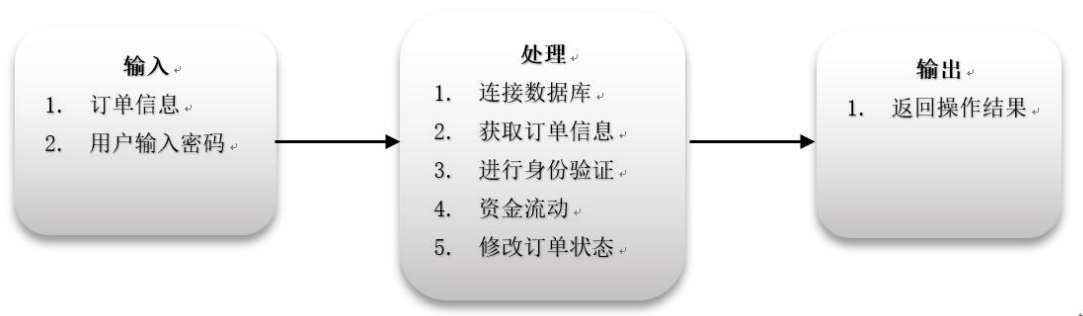 输入
1. 订单信息
2. 用户输入密码
处理
1. 连接数据库
2. 获取订单信息
3. 进行身份验证
4. 资金流动
5. 修改订单状态
输出
1. 返回操作结果